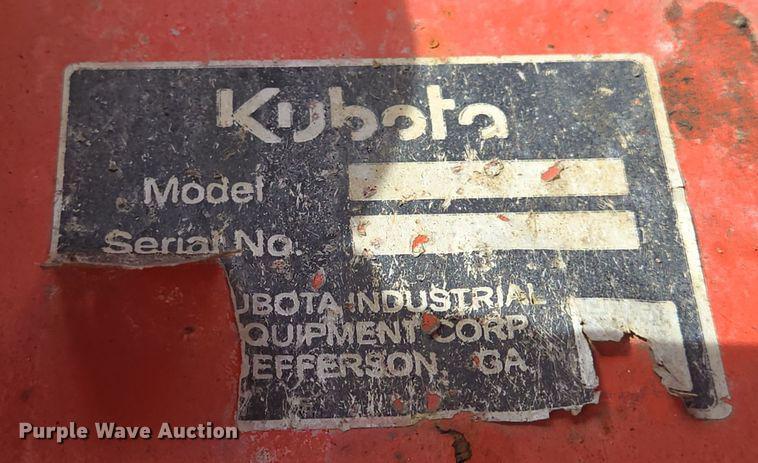 Kubota
Model
Serial No.
UBOTA INDUSTRIAL
QUIPMENT CORP
JEFFERSON, GA
Purple Wave Auction